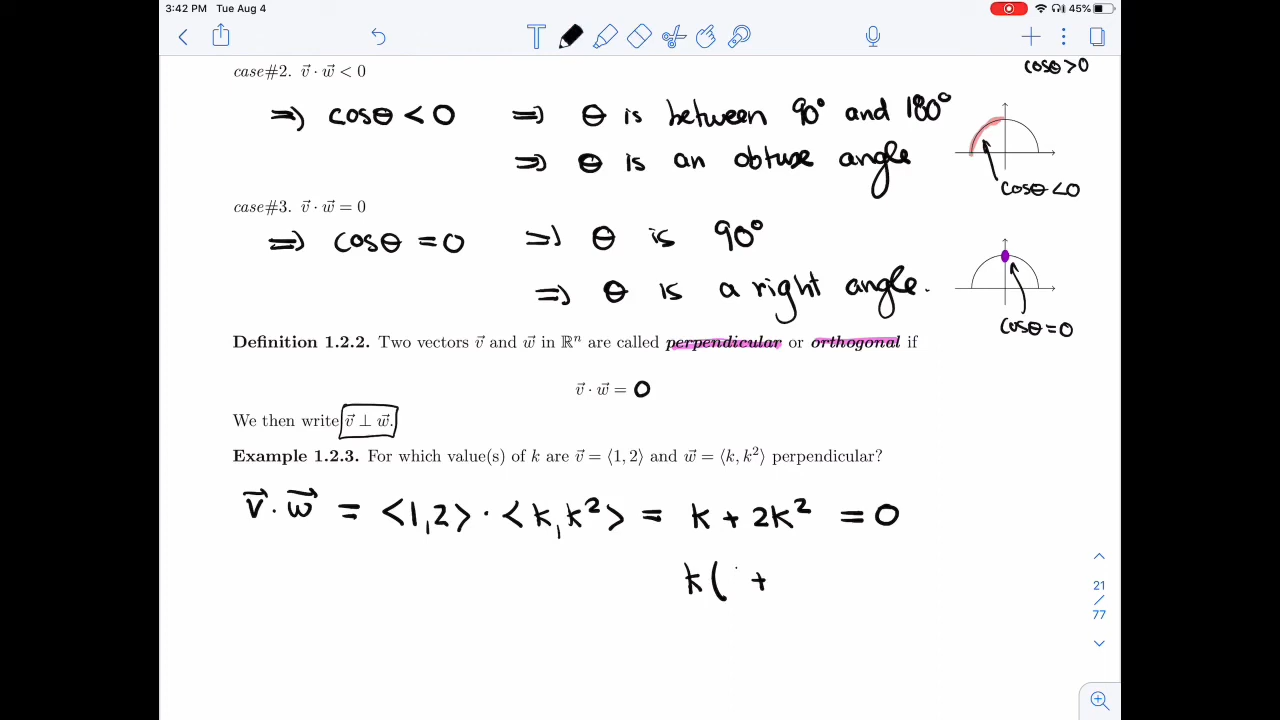 3:42 PM Tue Aug 4
45%
T
cosθ > 0
case#2. v⃗ · w⃗ < 0
⇒ cosθ < 0 ⇒ θ is between 90° and 180°
⇒ θ is an obtuse angle
cosθ < 0
case#3. v⃗ · w⃗ = 0
⇒ cosθ = 0 ⇒ θ is 90°
⇒ θ is a right angle.
cosθ = 0
Definition 1.2.2. Two vectors v⃗ and w⃗ in ℝⁿ are called perpendicular or orthogonal if
v⃗ · w⃗ = 0
We then write v⃗ ⊥ w⃗.
Example 1.2.3. For which value(s) of k are v⃗ = ⟨1, 2⟩ and w⃗ = ⟨k, k²⟩ perpendicular?
v⃗ · w⃗ = <1,2> · <k,k²> = k + 2k² = 0
k( +
21
/
77